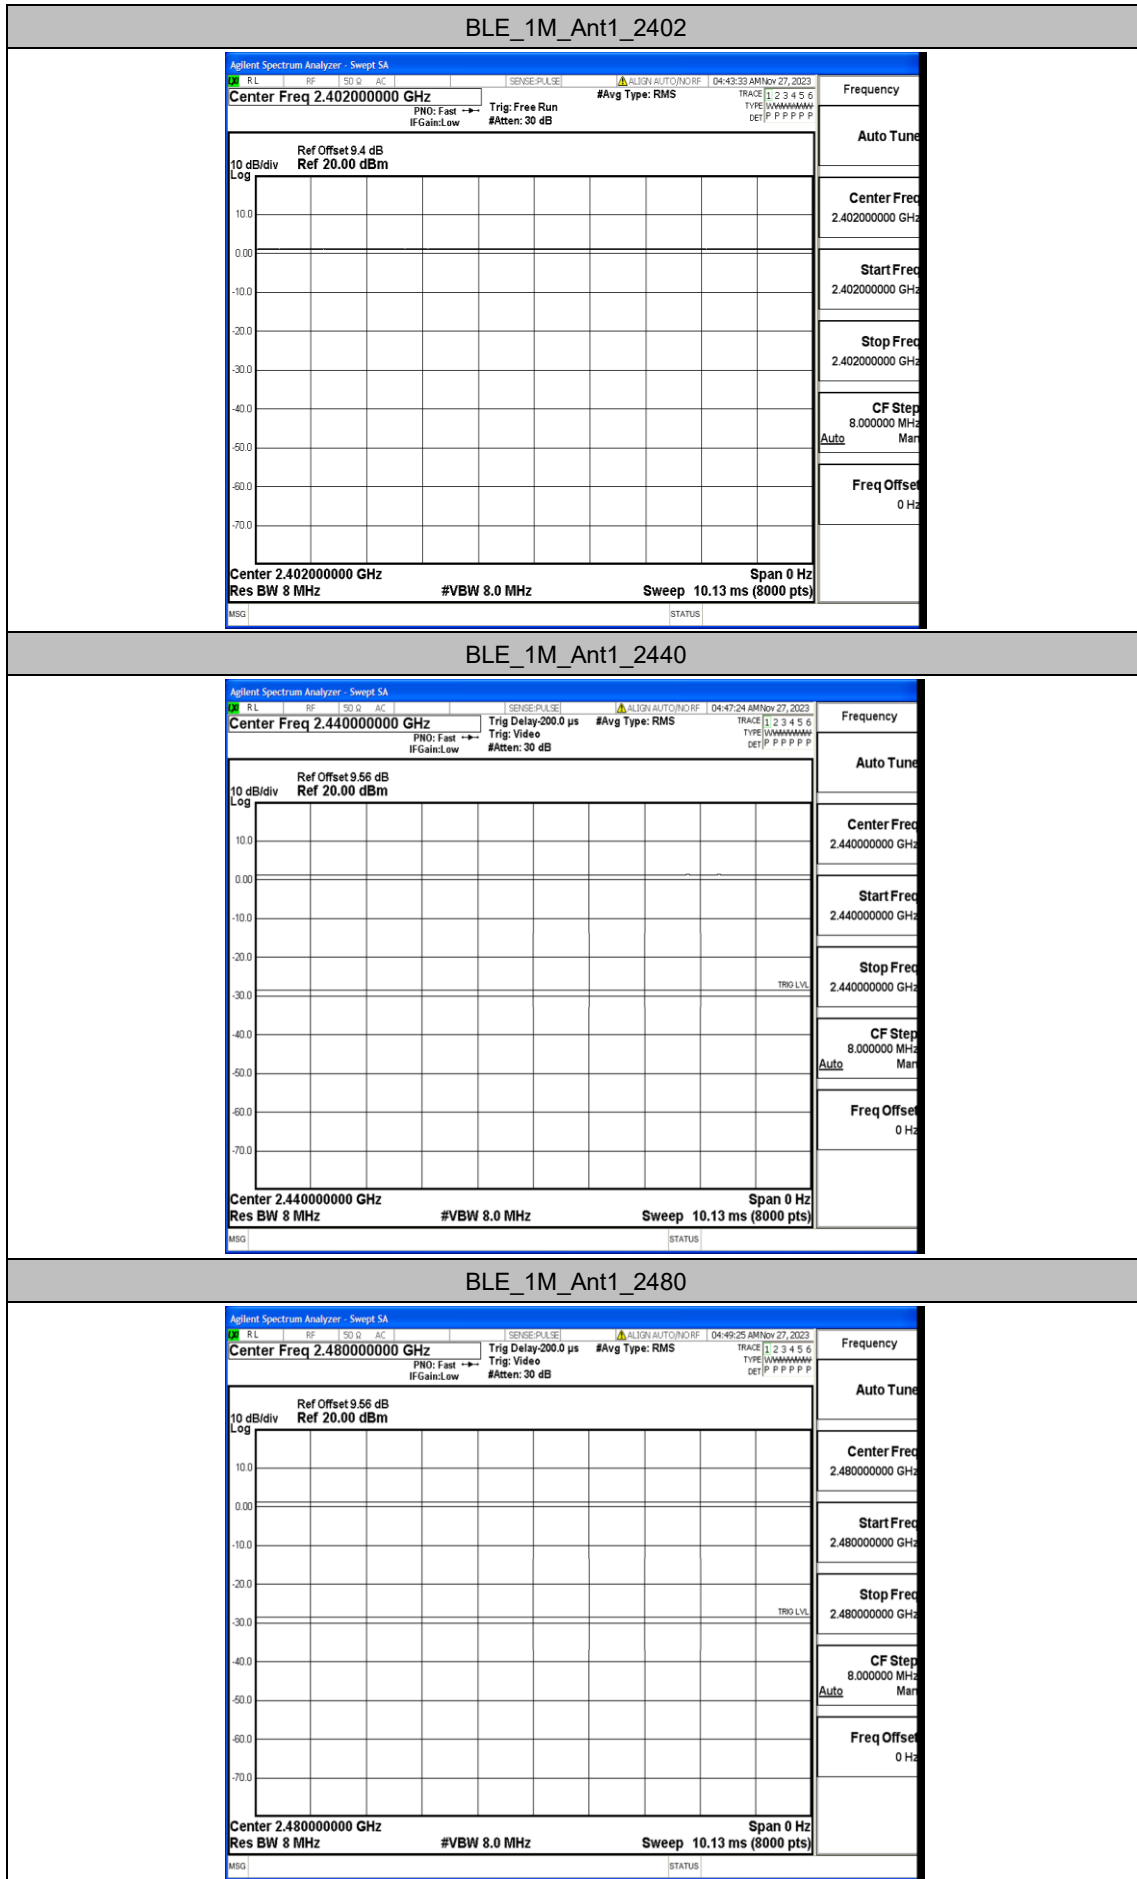 BLE_1M_Ant1_2402
Agilent Spectrum Analyzer - Swept SA
RL RF 50 Ω AC SENSE:PULSE ALIGN AUTO/NO RF 04:43:33 AM Nov 27, 2023
Center Freq 2.402000000 GHz #Avg Type: RMS TRACE 1 2 3 4 5 6
PNO: Fast Trig: Free Run TYPE
IFGain:Low #Atten: 30 dB DET P P P P P P
Ref Offset 9.4 dB
10 dB/div Ref 20.00 dBm
Log
10.0
0.00
-10.0
-20.0
-30.0
-40.0
-50.0
-60.0
-70.0
Center 2.402000000 GHz Span 0 Hz
Res BW 8 MHz #VBW 8.0 MHz Sweep 10.13 ms (8000 pts)
MSG STATUS
Frequency
Auto Tune
Center Freq
2.402000000 GHz
Start Freq
2.402000000 GHz
Stop Freq
2.402000000 GHz
CF Step
8.000000 MHz
Auto Man
Freq Offset
0 Hz
BLE_1M_Ant1_2440
Agilent Spectrum Analyzer - Swept SA
RL RF 50 Ω AC SENSE:PULSE ALIGN AUTO/NO RF 04:47:24 AM Nov 27, 2023
Center Freq 2.440000000 GHz Trig Delay-200.0 µs #Avg Type: RMS TRACE 1 2 3 4 5 6
PNO: Fast Trig: Video TYPE
IFGain:Low #Atten: 30 dB DET P P P P P P
Ref Offset 9.56 dB
10 dB/div Ref 20.00 dBm
Log
10.0
0.00
-10.0
-20.0
TRIG LVL
-30.0
-40.0
-50.0
-60.0
-70.0
Center 2.440000000 GHz Span 0 Hz
Res BW 8 MHz #VBW 8.0 MHz Sweep 10.13 ms (8000 pts)
MSG STATUS
Frequency
Auto Tune
Center Freq
2.440000000 GHz
Start Freq
2.440000000 GHz
Stop Freq
2.440000000 GHz
CF Step
8.000000 MHz
Auto Man
Freq Offset
0 Hz
BLE_1M_Ant1_2480
Agilent Spectrum Analyzer - Swept SA
RL RF 50 Ω AC SENSE:PULSE ALIGN AUTO/NO RF 04:49:25 AM Nov 27, 2023
Center Freq 2.480000000 GHz Trig Delay-200.0 µs #Avg Type: RMS TRACE 1 2 3 4 5 6
PNO: Fast Trig: Video TYPE
IFGain:Low #Atten: 30 dB DET P P P P P P
Ref Offset 9.56 dB
10 dB/div Ref 20.00 dBm
Log
10.0
0.00
-10.0
-20.0
TRIG LVL
-30.0
-40.0
-50.0
-60.0
-70.0
Center 2.480000000 GHz Span 0 Hz
Res BW 8 MHz #VBW 8.0 MHz Sweep 10.13 ms (8000 pts)
MSG STATUS
Frequency
Auto Tune
Center Freq
2.480000000 GHz
Start Freq
2.480000000 GHz
Stop Freq
2.480000000 GHz
CF Step
8.000000 MHz
Auto Man
Freq Offset
0 Hz